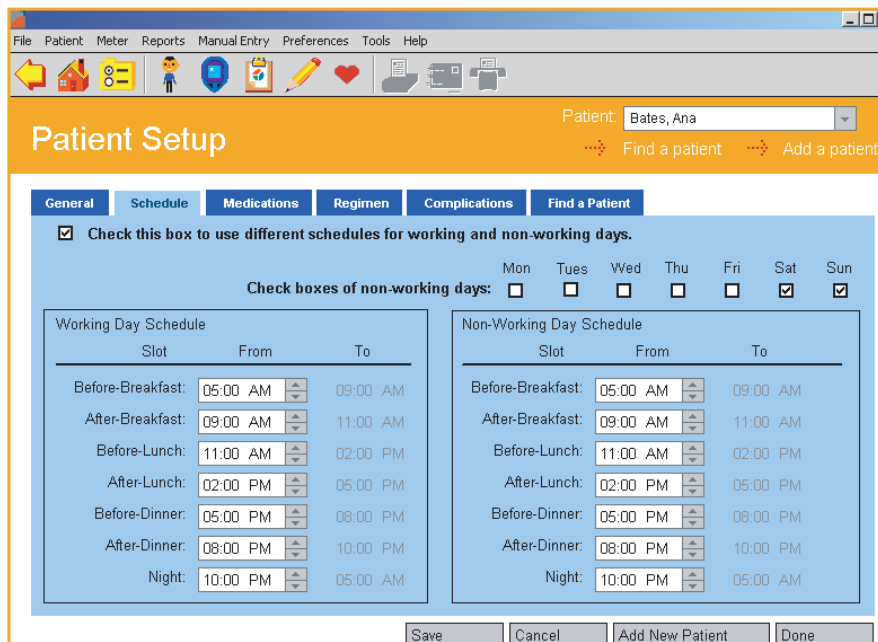 File Patient Meter Reports Manual Entry Preferences Tools Help
Patient: Bates, Ana
Patient Setup
Find a patient Add a patient
General Schedule Medications Regimen Complications Find a Patient
Check this box to use different schedules for working and non-working days.
Mon Tues Wed Thu Fri Sat Sun
Check boxes of non-working days:
Working Day Schedule
Slot From To
Before-Breakfast: 05:00 AM 09:00 AM
After-Breakfast: 09:00 AM 11:00 AM
Before-Lunch: 11:00 AM 02:00 PM
After-Lunch: 02:00 PM 05:00 PM
Before-Dinner: 05:00 PM 08:00 PM
After-Dinner: 08:00 PM 10:00 PM
Night: 10:00 PM 05:00 AM
Non-Working Day Schedule
Slot From To
Before-Breakfast: 05:00 AM 09:00 AM
After-Breakfast: 09:00 AM 11:00 AM
Before-Lunch: 11:00 AM 02:00 PM
After-Lunch: 02:00 PM 05:00 PM
Before-Dinner: 05:00 PM 08:00 PM
After-Dinner: 08:00 PM 10:00 PM
Night: 10:00 PM 05:00 AM
Save Cancel Add New Patient Done